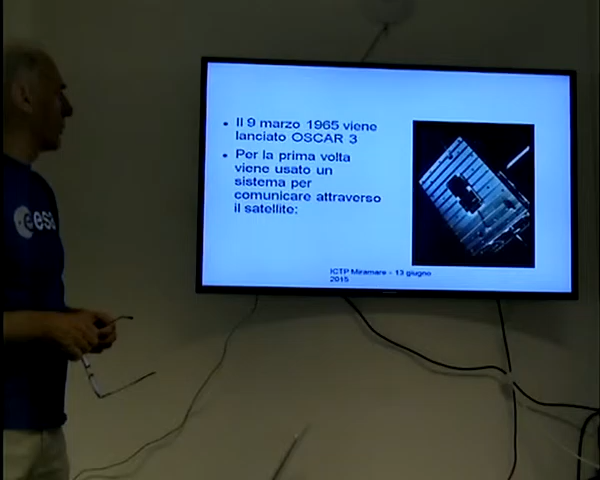 • Il 9 marzo 1965 viene
lanciato OSCAR 3
• Per la prima volta
viene usato un
sistema per
comunicare attraverso
il satellite:
ICTP Miramare - 13 giugno
2015
esa